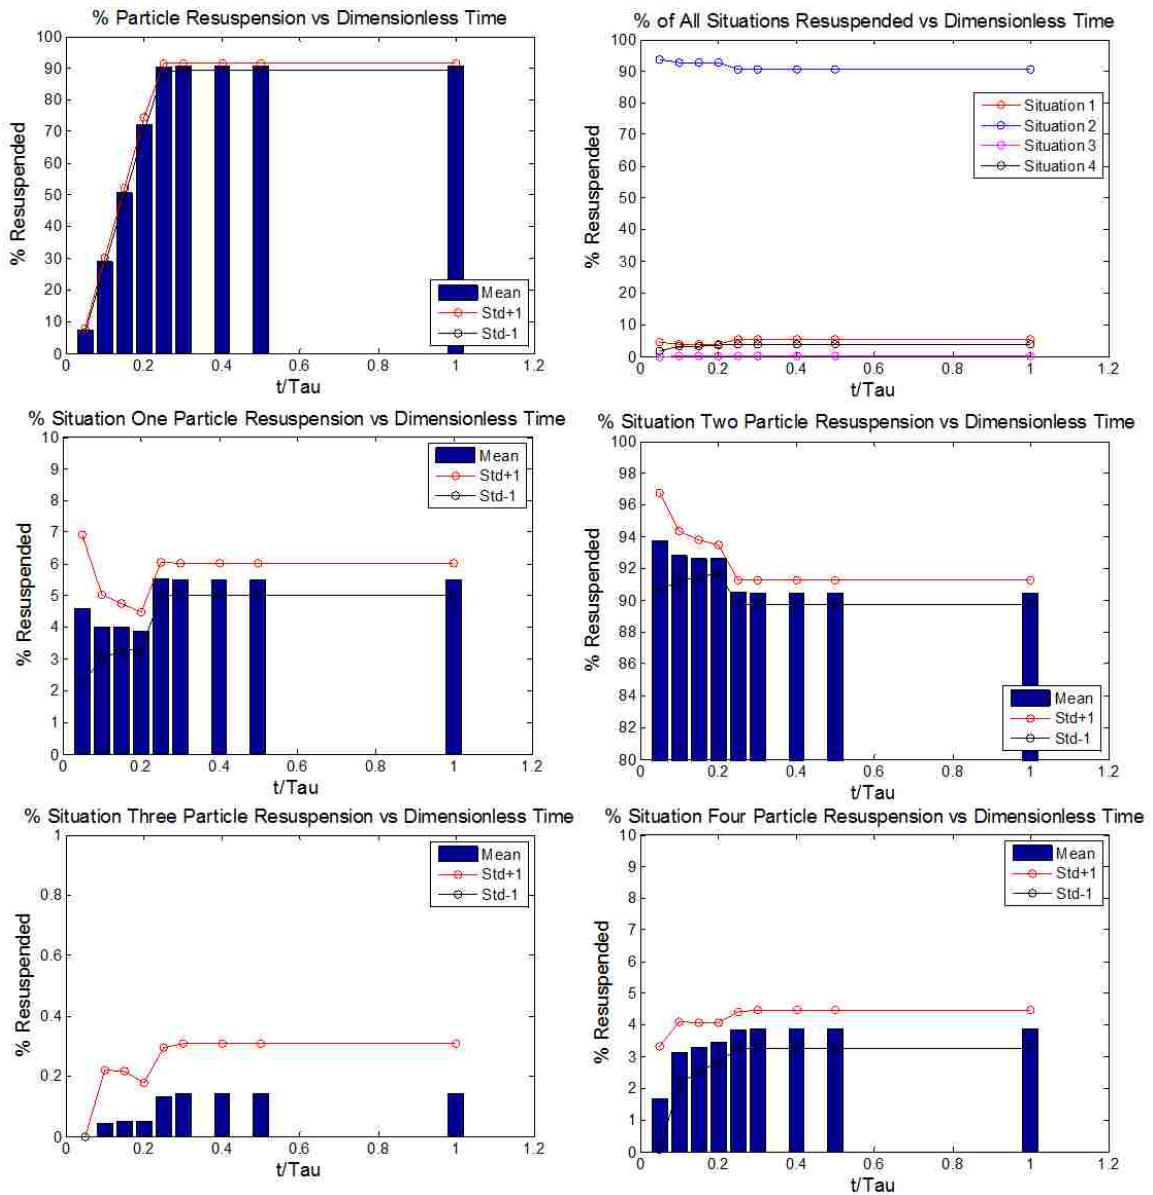 % Particle Resuspension vs Dimensionless Time
100
90
80
70
60
50
40
30
20
10
0
% Resuspended
0 0.2 0.4 0.6 0.8 1 1.2
t/Tau
Mean
Std+1
Std-1
% of All Situations Resuspended vs Dimensionless Time
100
90
80
70
60
50
40
30
20
10
0
% Resuspended
0 0.2 0.4 0.6 0.8 1 1.2
t/Tau
Situation 1
Situation 2
Situation 3
Situation 4
% Situation One Particle Resuspension vs Dimensionless Time
10
9
8
7
6
5
4
3
2
1
0
% Resuspended
0 0.2 0.4 0.6 0.8 1 1.2
t/Tau
Mean
Std+1
Std-1
% Situation Two Particle Resuspension vs Dimensionless Time
100
98
96
94
92
90
88
86
84
82
80
% Resuspended
0 0.2 0.4 0.6 0.8 1 1.2
t/Tau
Mean
Std+1
Std-1
% Situation Three Particle Resuspension vs Dimensionless Time
1
0.8
0.6
0.4
0.2
0
% Resuspended
0 0.2 0.4 0.6 0.8 1 1.2
t/Tau
Mean
Std+1
Std-1
% Situation Four Particle Resuspension vs Dimensionless Time
10
9
8
7
6
5
4
3
2
1
0
% Resuspended
0 0.2 0.4 0.6 0.8 1 1.2
t/Tau
Mean
Std+1
Std-1